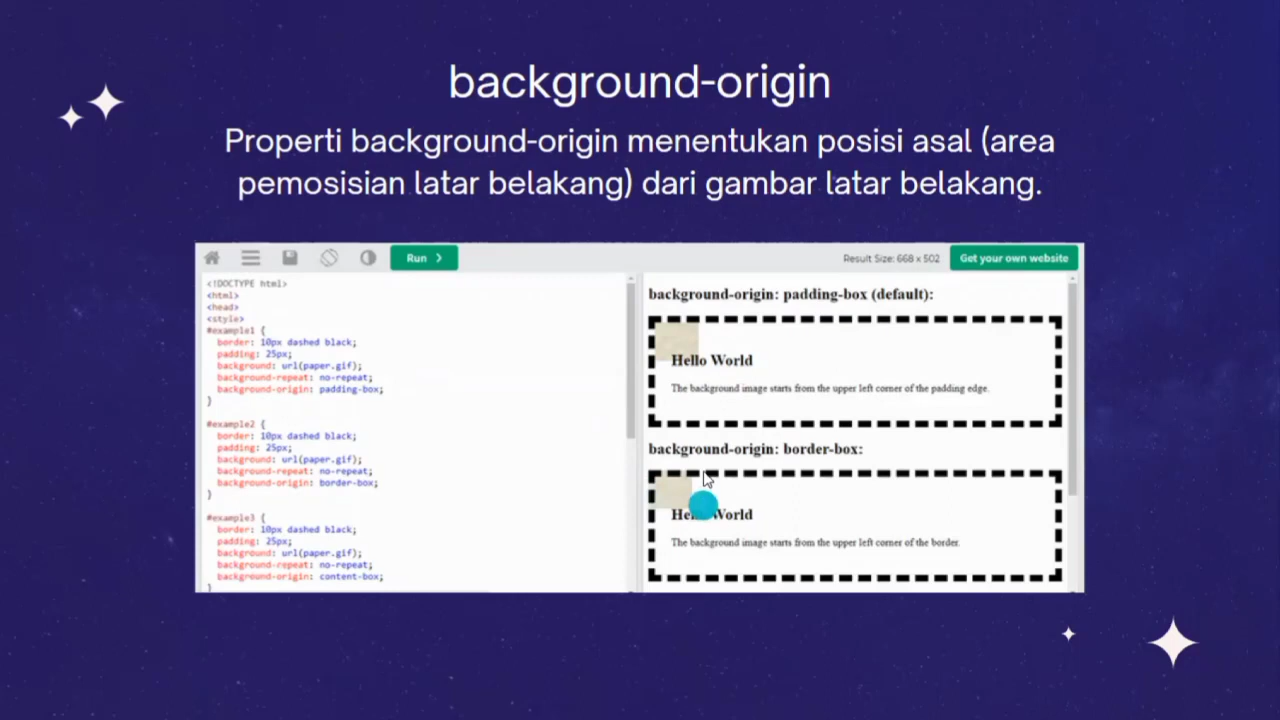 background-origin
Properti background-origin menentukan posisi asal (area
pemosisian latar belakang) dari gambar latar belakang.
Run ❯
Result Size: 668 x 502
Get your own website
<!DOCTYPE html>
<html>
<head>
<style>
#example1 {
border: 10px dashed black;
padding: 25px;
background: url(paper.gif);
background-repeat: no-repeat;
background-origin: padding-box;
}
#example2 {
border: 10px dashed black;
padding: 25px;
background: url(paper.gif);
background-repeat: no-repeat;
background-origin: border-box;
}
#example3 {
border: 10px dashed black;
padding: 25px;
background: url(paper.gif);
background-repeat: no-repeat;
background-origin: content-box;
}
background-origin: padding-box (default):
Hello World
The background image starts from the upper left corner of the padding edge.
background-origin: border-box:
Hello World
The background image starts from the upper left corner of the border.